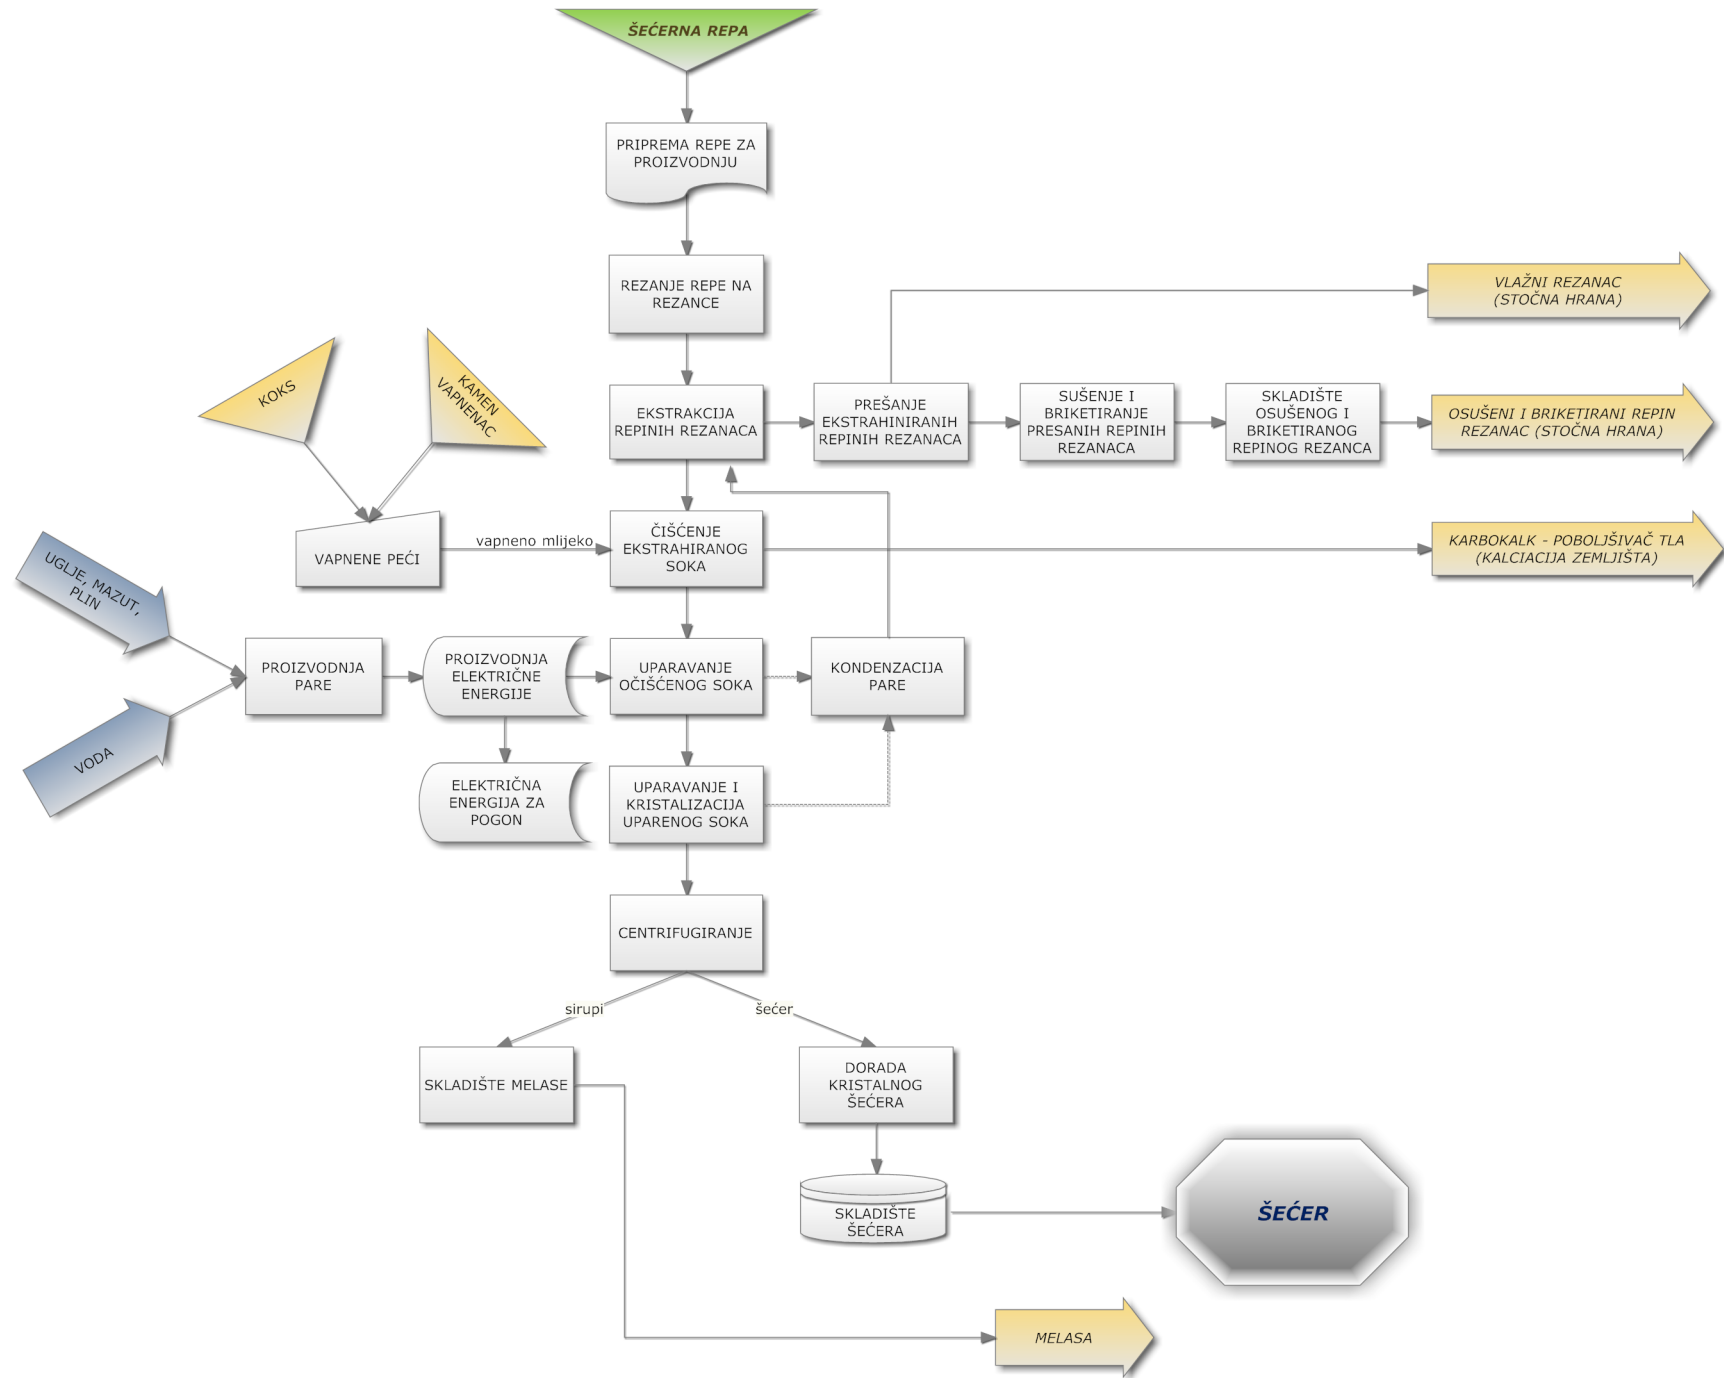 ŠEĆERNA REPA
PRIPREMA REPE ZA
PROIZVODNJU
REZANJE REPE NA
REZANCE
VLAŽNI REZANAC
(STOČNA HRANA)
KOKS
KAMEN
VAPNENAC
EKSTRAKCIJA
REPINIH REZANACA
PREŠANJE
EKSTRAHINIRANIH
REPINIH REZANACA
SUŠENJE I
BRIKETIRANJE
PRESANIH REPINIH
REZANACA
SKLADIŠTE
OSUŠENOG I
BRIKETIRANOG
REPINOG REZANCA
OSUŠENI I BRIKETIRANI REPIN
REZANAC (STOČNA HRANA)
VAPNENE PEĆI
vapneno mlijeko
ČIŠĆENJE
EKSTRAHIRANOG
SOKA
KARBOKALK - POBOLJŠIVAČ TLA
(KALCIACIJA ZEMLJIŠTA)
UGLJE, MAZUT,
PLIN
PROIZVODNJA
PARE
PROIZVODNJA
ELEKTRIČNE
ENERGIJE
UPARAVANJE
OČIŠĆENOG SOKA
KONDENZACIJA
PARE
VODA
ELEKTRIČNA
ENERGIJA ZA
POGON
UPARAVANJE I
KRISTALIZACIJA
UPARENOG SOKA
CENTRIFUGIRANJE
sirupi
šećer
SKLADIŠTE MELASE
DORADA
KRISTALNOG
ŠEĆERA
SKLADIŠTE
ŠEĆERA
ŠEĆER
MELASA